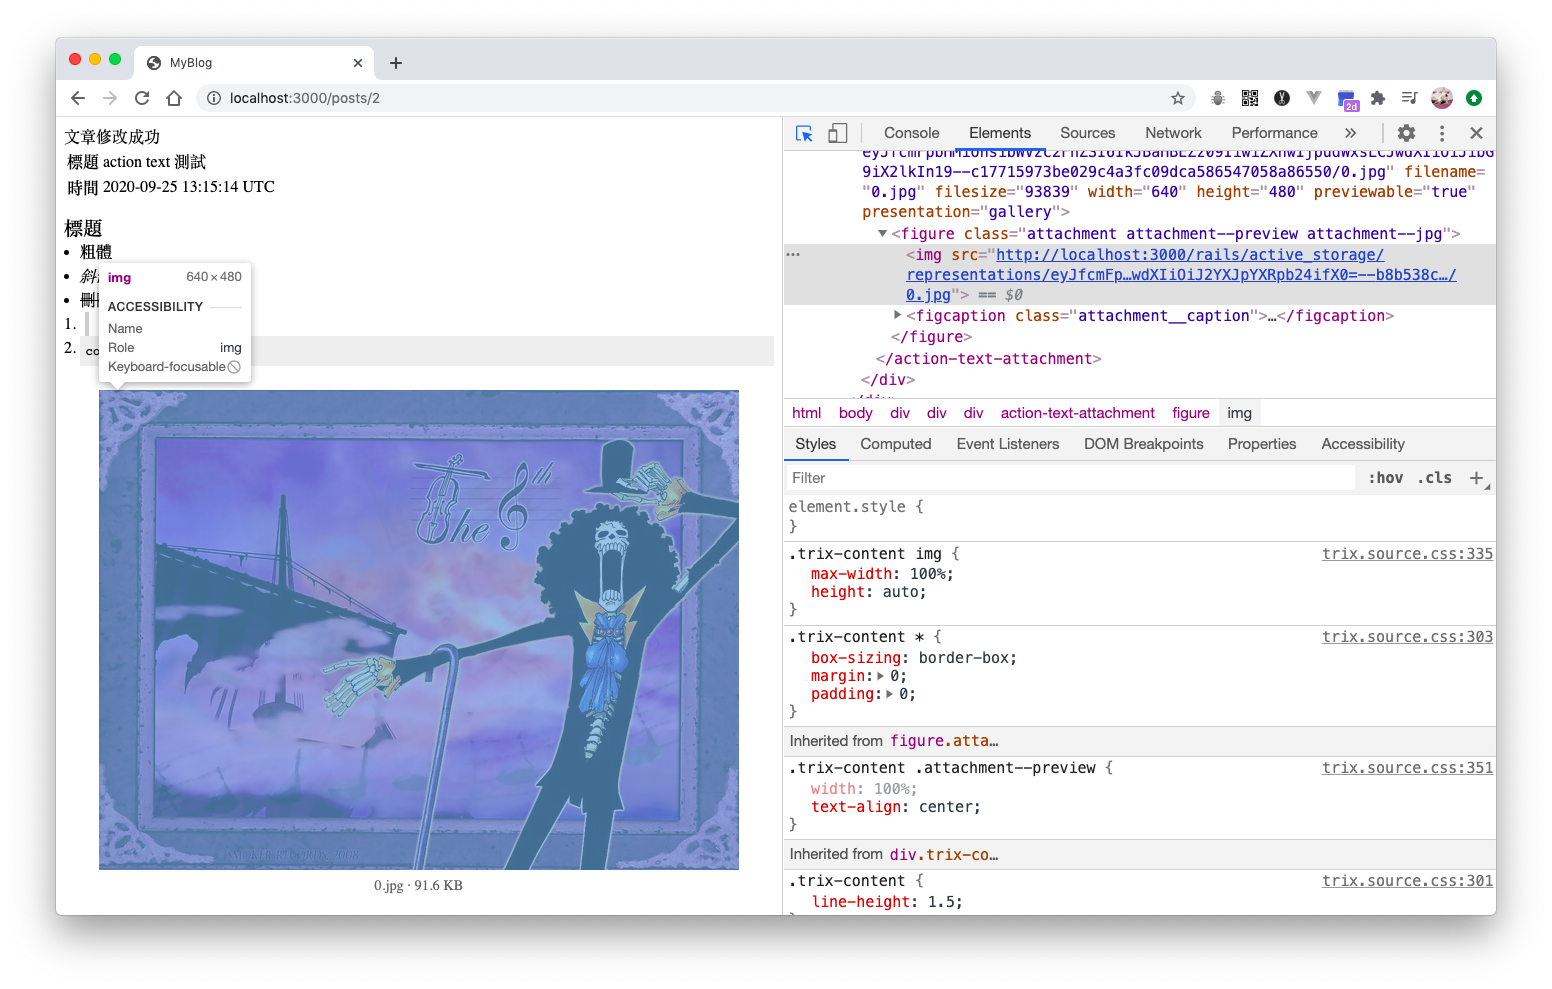 MyBlog
localhost:3000/posts/2
2d
文章修改成功
標題 action text 測試
時間 2020-09-25 13:15:14 UTC
標題
• 粗體
img 640 × 480
ACCESSIBILITY
Name
Role img
Keyboard-focusable
1.
2.
The
th
0.jpg · 91.6 KB
Console Elements Sources Network Performance »
9iX2lkIn19--c17715973be029c4a3fc09dca586547058a86550/0.jpg" filename=
"0.jpg" filesize="93839" width="640" height="480" previewable="true"
presentation="gallery">
▼<figure class="attachment attachment--preview attachment--jpg">
<img src="http://localhost:3000/rails/active_storage/
representations/eyJfcmFp…wdXIiOiJ2YXJpYXRpb24ifX0=--b8b538c…/
0.jpg"> == $0
▶<figcaption class="attachment__caption">…</figcaption>
</figure>
</action-text-attachment>
</div>
html body div div div action-text-attachment figure img
Styles Computed Event Listeners DOM Breakpoints Properties Accessibility
Filter :hov .cls +
element.style {
}
.trix-content img { trix.source.css:335
max-width: 100%;
height: auto;
}
.trix-content * { trix.source.css:303
box-sizing: border-box;
margin:▶ 0;
padding:▶ 0;
}
Inherited from figure.atta…
.trix-content .attachment--preview { trix.source.css:351
width: 100%;
text-align: center;
}
Inherited from div.trix-co…
.trix-content { trix.source.css:301
line-height: 1.5;